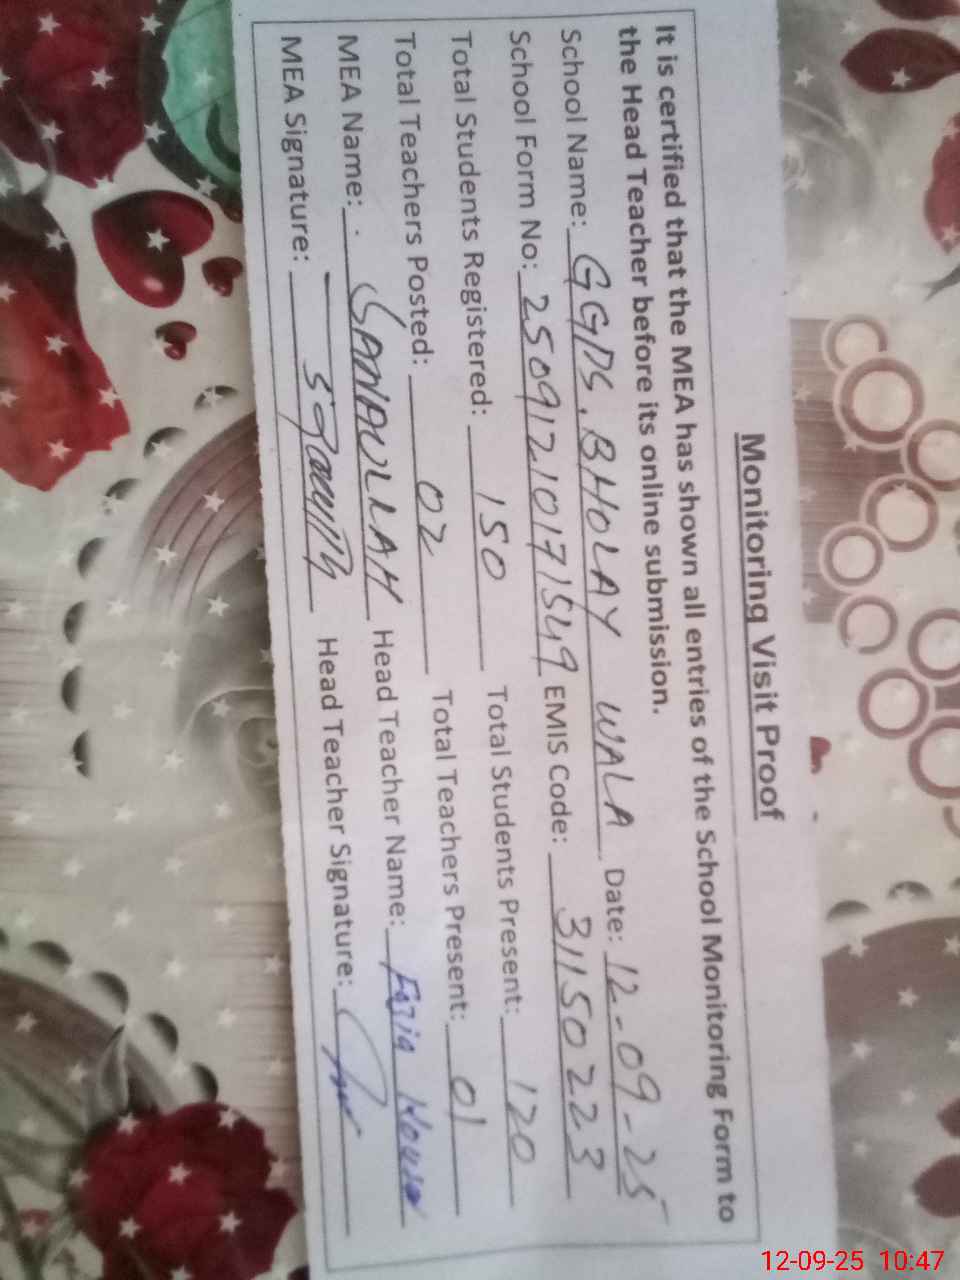 Monitoring Visit Proof
It is certified that the MEA has shown all entries of the School Monitoring Form to
the Head Teacher before its online submission.
School Name: GGPS. BHOLAY WALA Date: 12-09-25
School Form No: 25091210171549 EMIS Code: 31150223
Total Students Registered: 150 Total Students Present: 120
Total Teachers Posted: 02 Total Teachers Present: 01
MEA Name: SANAULLAH Head Teacher Name: Fozia
MEA Signature: Head Teacher Signature:
12-09-25 10:47